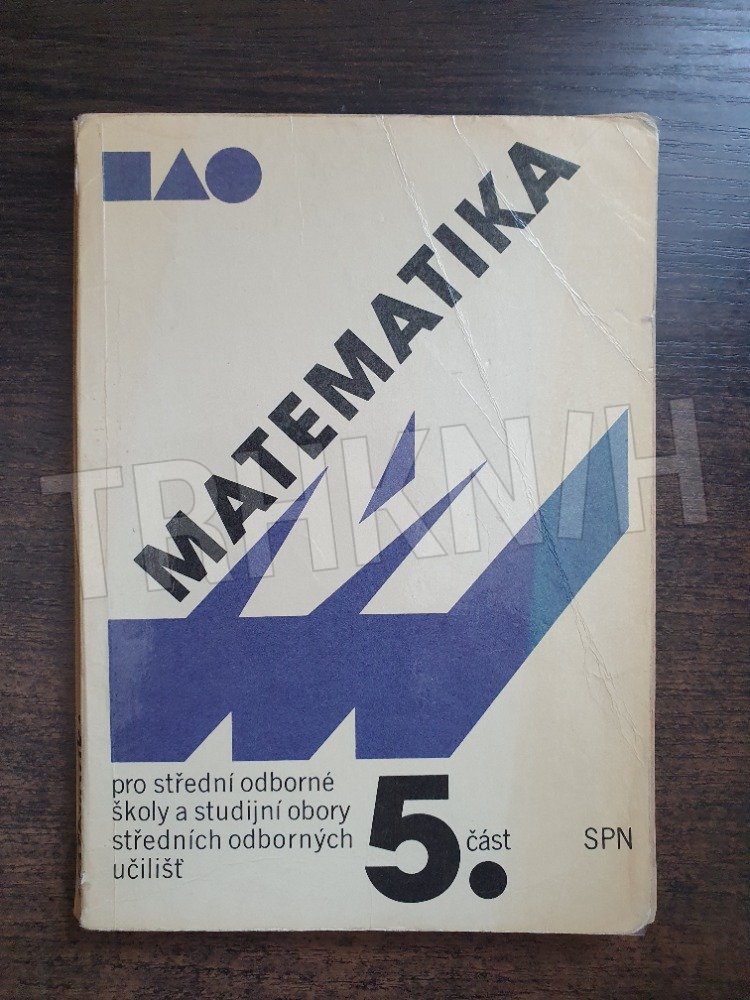 MATEMATIKA
TRHKNIH
pro střední odborné
školy a studijní obory
středních odborných
učilišť
5. část
SPN